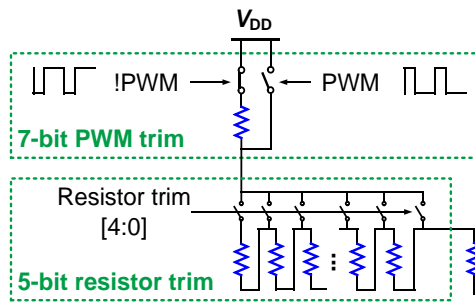 VDD
!PWM
PWM
7-bit PWM trim
Resistor trim
[4:0]
...
5-bit resistor trim